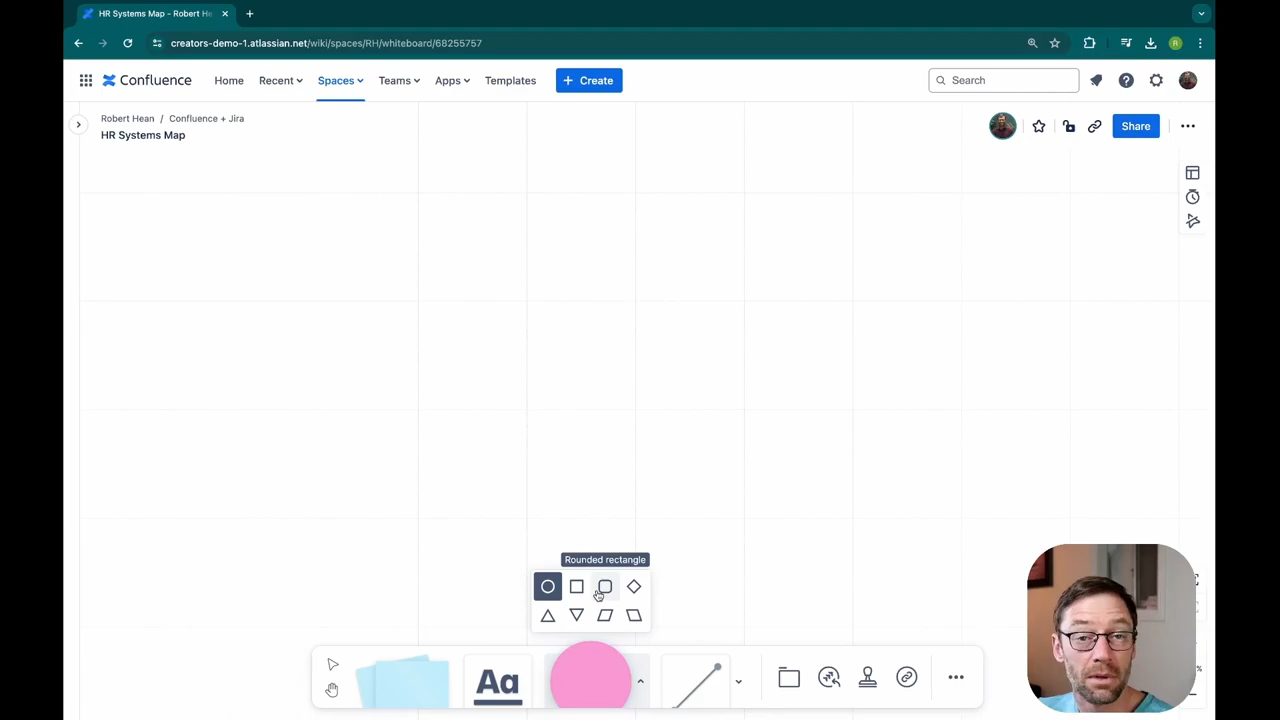 HR Systems Map - Robert He
creators-demo-1.atlassian.net/wiki/spaces/RH/whiteboard/68255757
R
Confluence
Home
Recent
Spaces
Teams
Apps
Templates
+ Create
Search
Robert Hean / Confluence + Jira
HR Systems Map
Share
Rounded rectangle
Aa
%